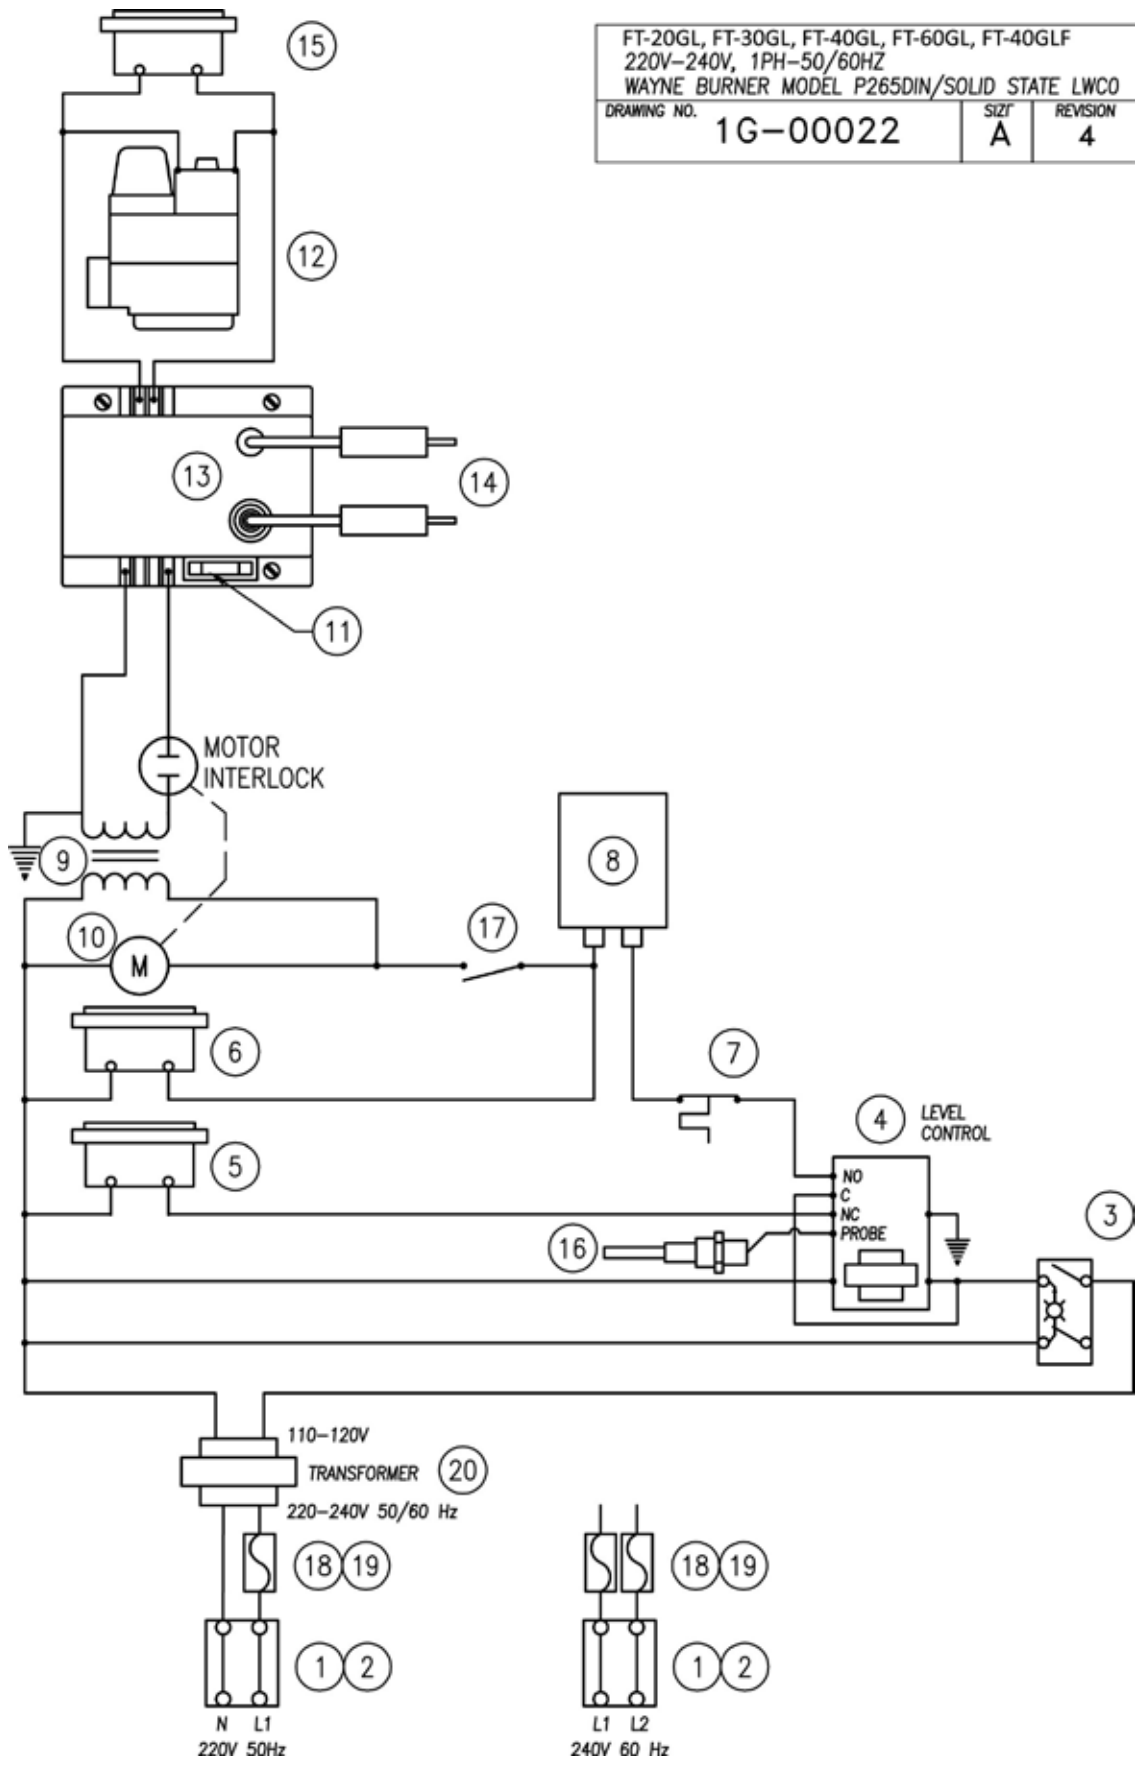 15
FT-20GL, FT-30GL, FT-40GL, FT-60GL, FT-40GLF
220V-240V, 1PH-50/60HZ
WAYNE BURNER MODEL P265DIN/SOLID STATE LWCO
DRAWING NO.
1G-00022
SIZE
A
REVISION
4
12
13
14
11
MOTOR
INTERLOCK
9
8
10
M
17
6
7
4
LEVEL
CONTROL
5
NO
C
NC
PROBE
3
16
110-120V
TRANSFORMER
20
220-240V 50/60 Hz
18 19
18 19
1 2
1 2
N L1
220V 50Hz
L1 L2
240V 60 Hz